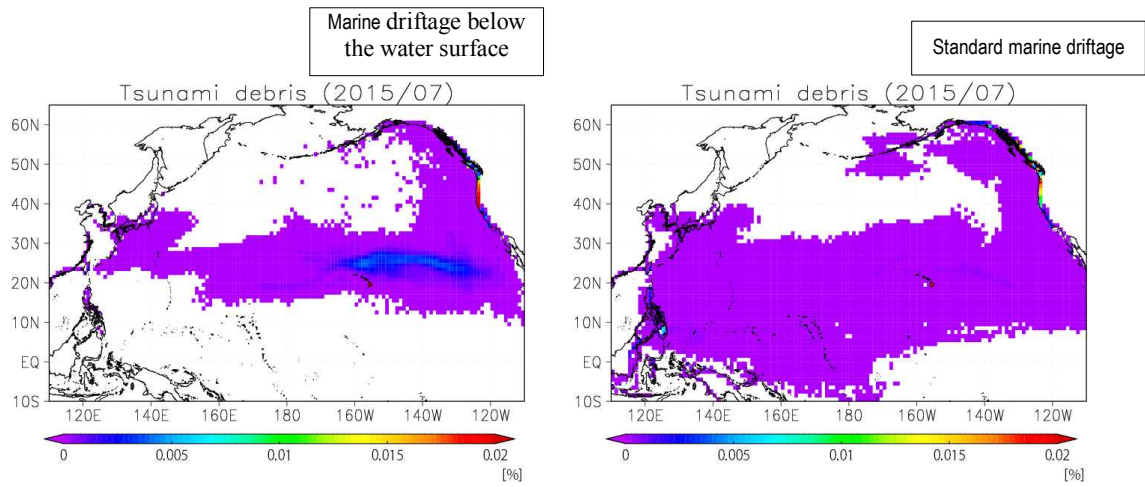 Marine driftage below
the water surface
Standard marine driftage
Tsunami debris (2015/07)
60N
50N
40N
30N
20N
10N
EQ
10S
120E 140E 160E 180 160W 140W 120W
0 0.005 0.01 0.015 0.02
[%]
Tsunami debris (2015/07)
60N
50N
40N
30N
20N
10N
EQ
10S
120E 140E 160E 180 160W 140W 120W
0 0.005 0.01 0.015 0.02
[%]